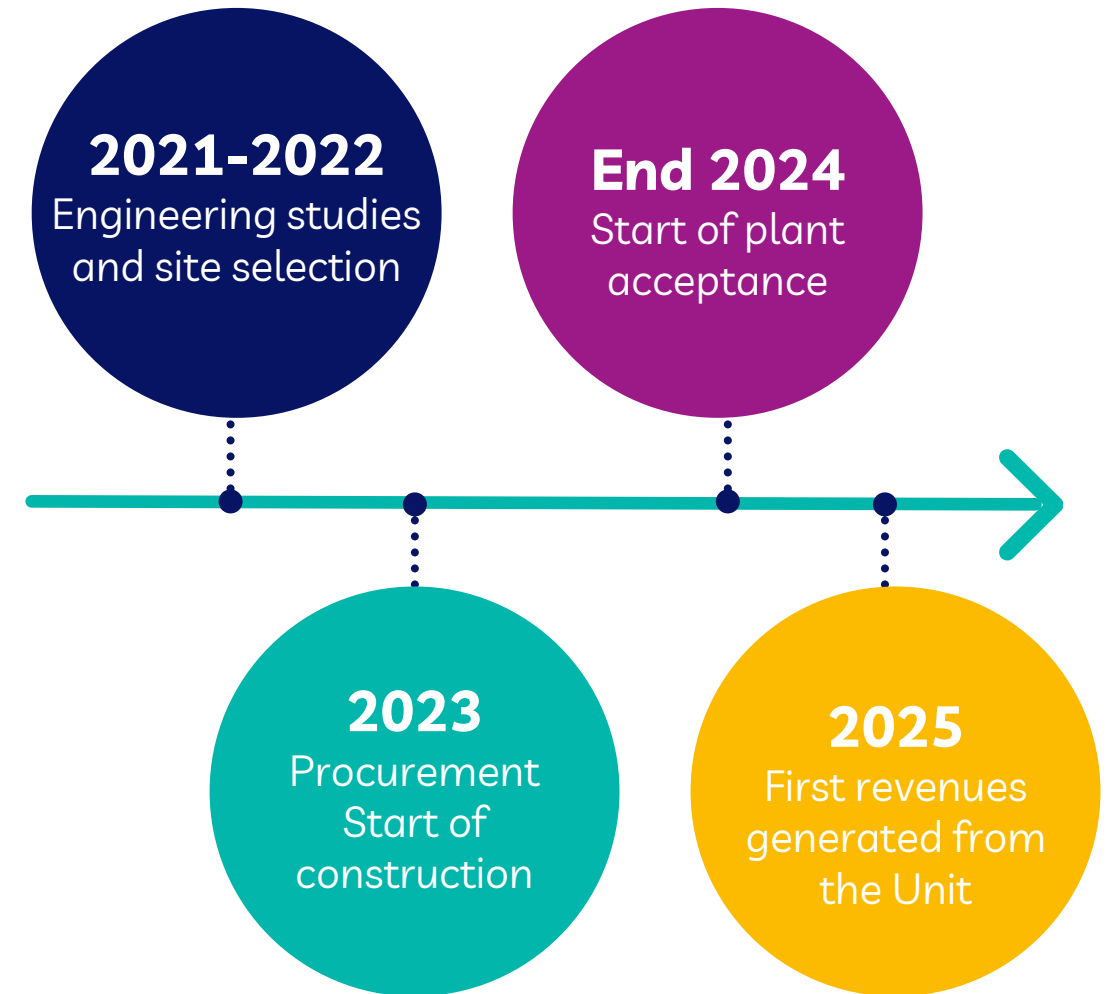 2021-2022
Engineering studies
and site selection
End 2024
Start of plant
acceptance
2023
Procurement
Start of
construction
2025
First revenues
generated from
the Unit